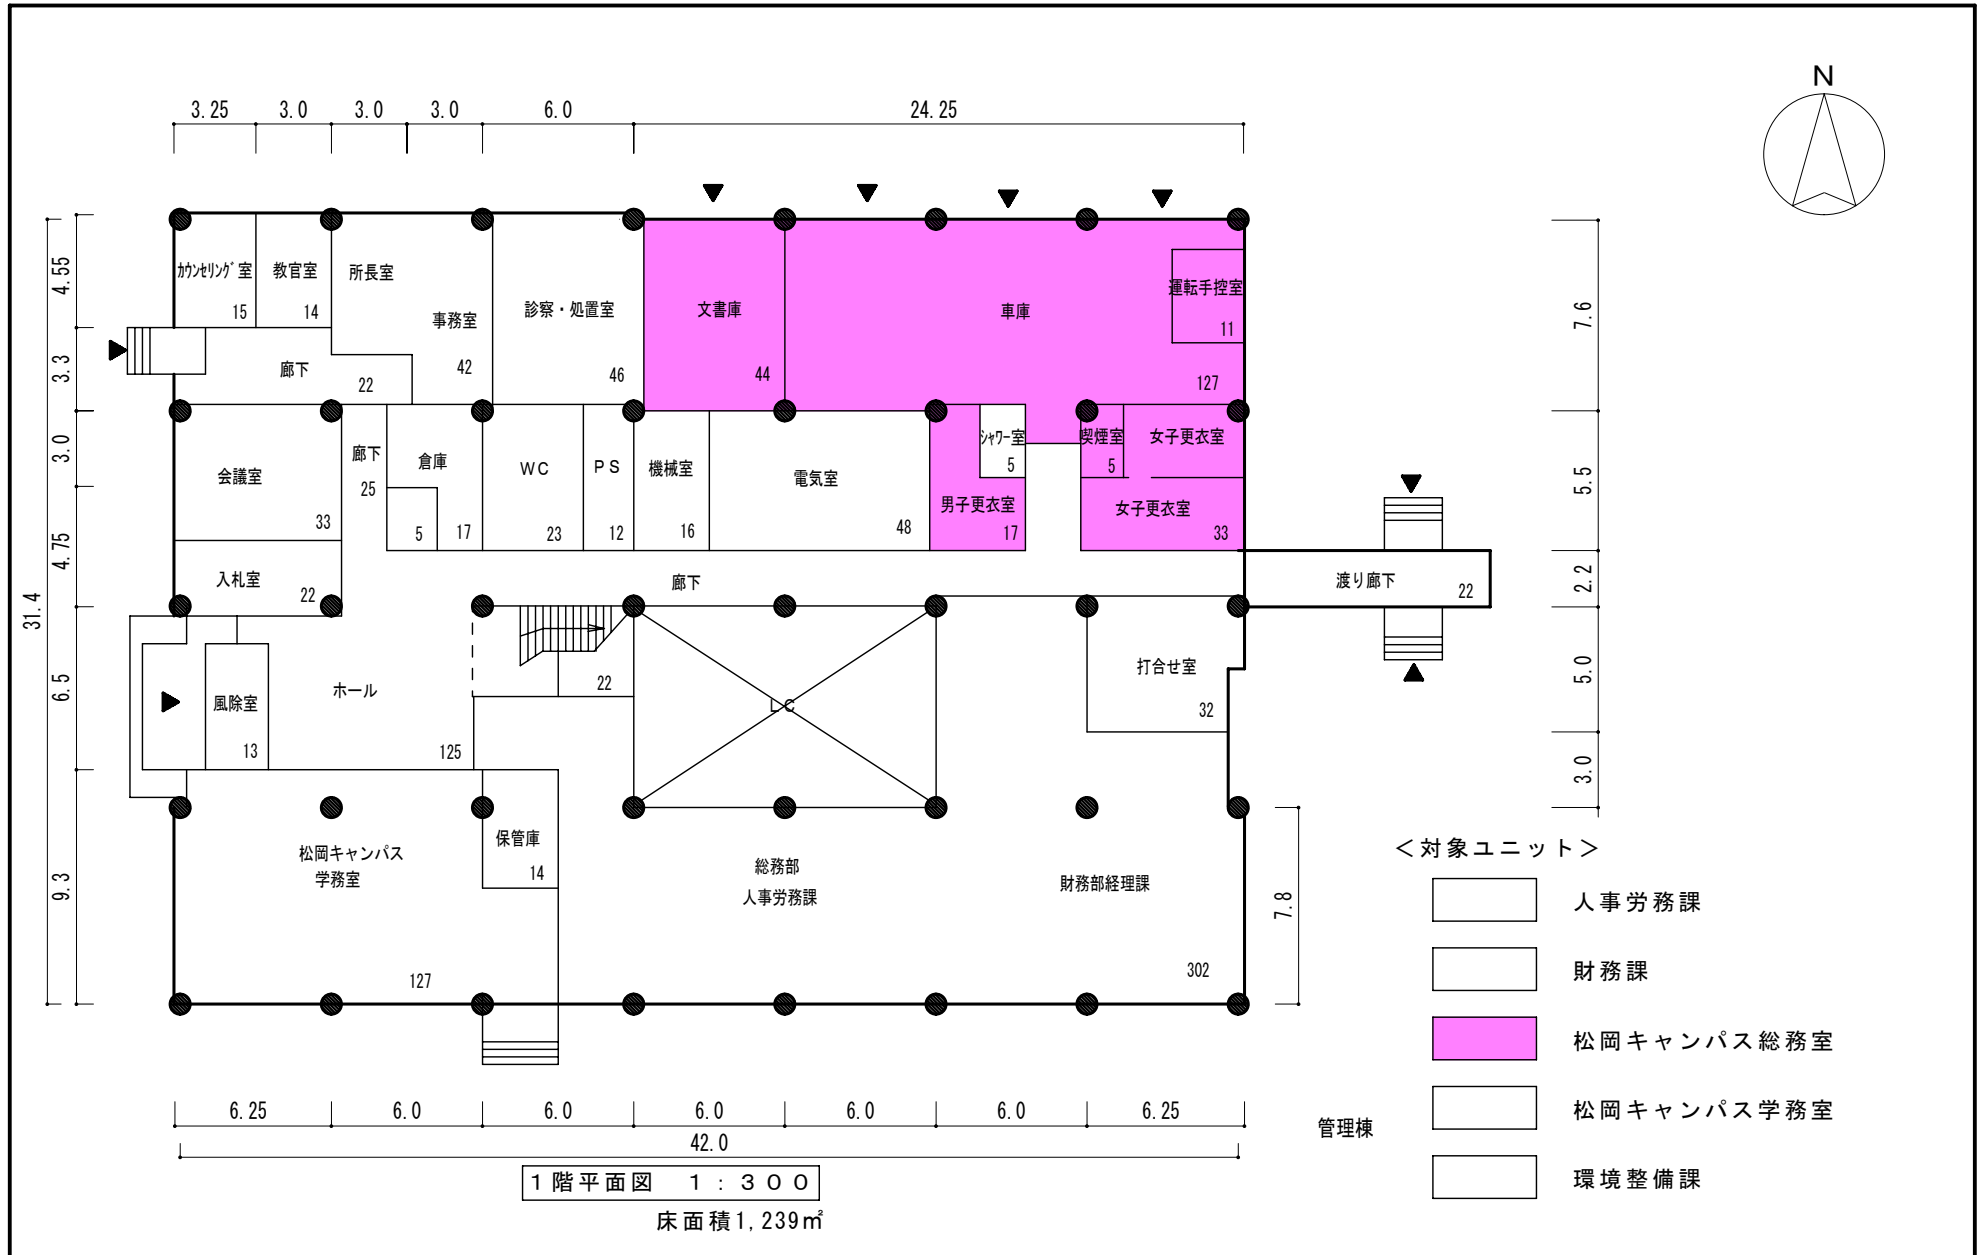 N
3.25 3.0 3.0 3.0 6.0 24.25
カウンセリング室
15
教官室
14
所長室
事務室
42
診察・処置室
46
文書庫
44
車庫
127
運転手控室
11
廊下
22
4.55
3.3
3.0
4.75
6.5
9.3
31.4
7.6
5.5
2.2
5.0
3.0
7.8
会議室
33
廊下
25
倉庫
5
17
WC
23
PS
12
機械室
16
電気室
48
シャワー室
5
男子更衣室
17
喫煙室
5
女子更衣室
女子更衣室
33
入札室
22
廊下
渡り廊下
22
風除室
13
ホール
125
22
LC
打合せ室
32
松岡キャンパス
学務室
127
保管庫
14
総務部
人事労務課
財務部経理課
302
＜対象ユニット＞
人事労務課
財務課
松岡キャンパス総務室
松岡キャンパス学務室
環境整備課
6.25 6.0 6.0 6.0 6.0 6.0 6.25
42.0
管理棟
1階平面図　1：300
床面積1,239㎡